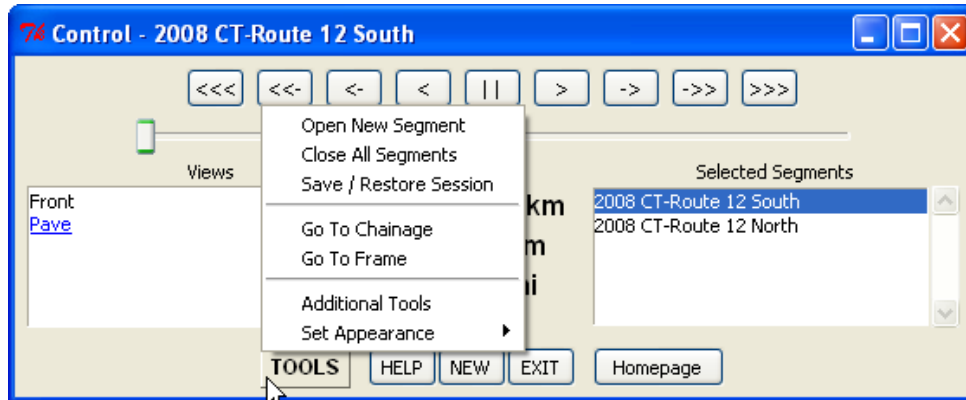 Control - 2008 CT-Route 12 South
<<< <<- <- < || > -> ->> >>>
Open New Segment
Close All Segments
Save / Restore Session
Go To Chainage
Go To Frame
Additional Tools
Set Appearance
Views
Front
Pave
km
m
Selected Segments
2008 CT-Route 12 South
2008 CT-Route 12 North
TOOLS HELP NEW EXIT Homepage